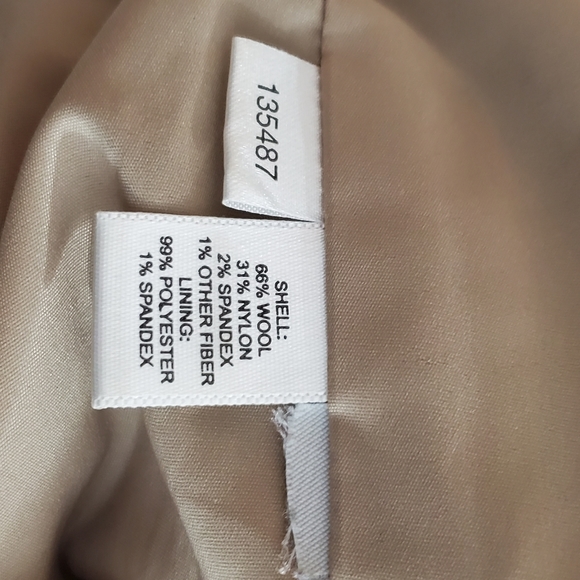 135487
SHELL:
66% WOOL
31% NYLON
2% SPANDEX
1% OTHER FIBER
LINING:
99% POLYESTER
1% SPANDEX